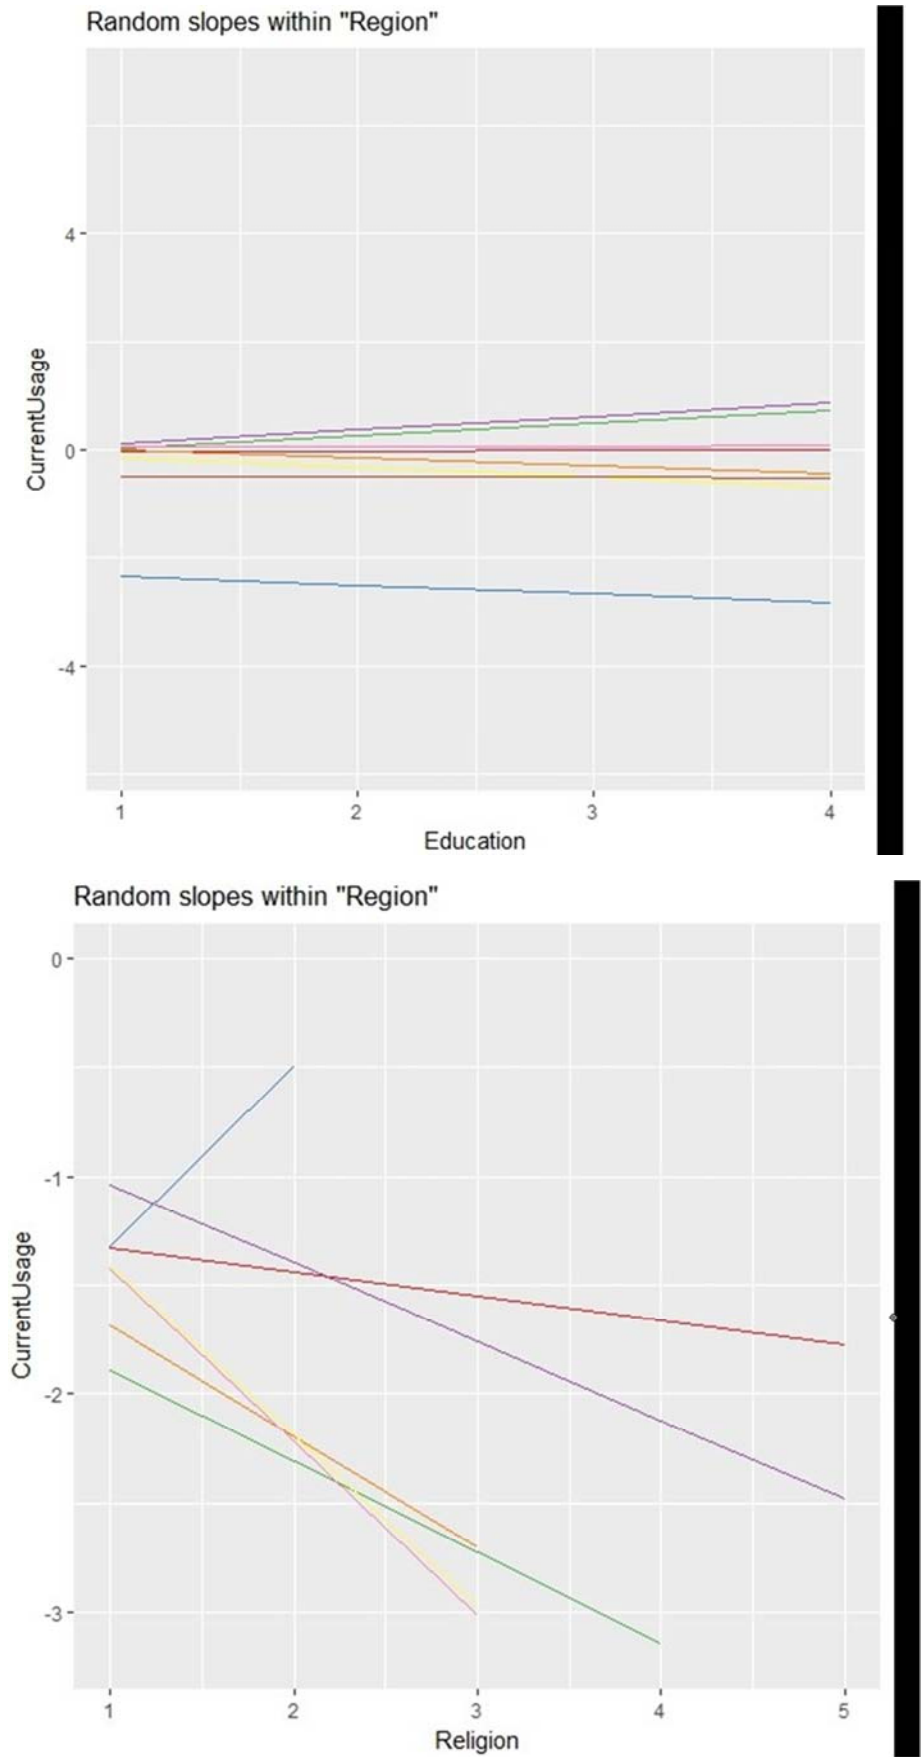 Random slopes within "Region"
4
0
-4
CurrentUsage
1 2 3 4
Education
Random slopes within "Region"
0
-1
-2
-3
CurrentUsage
1 2 3 4 5
Religion